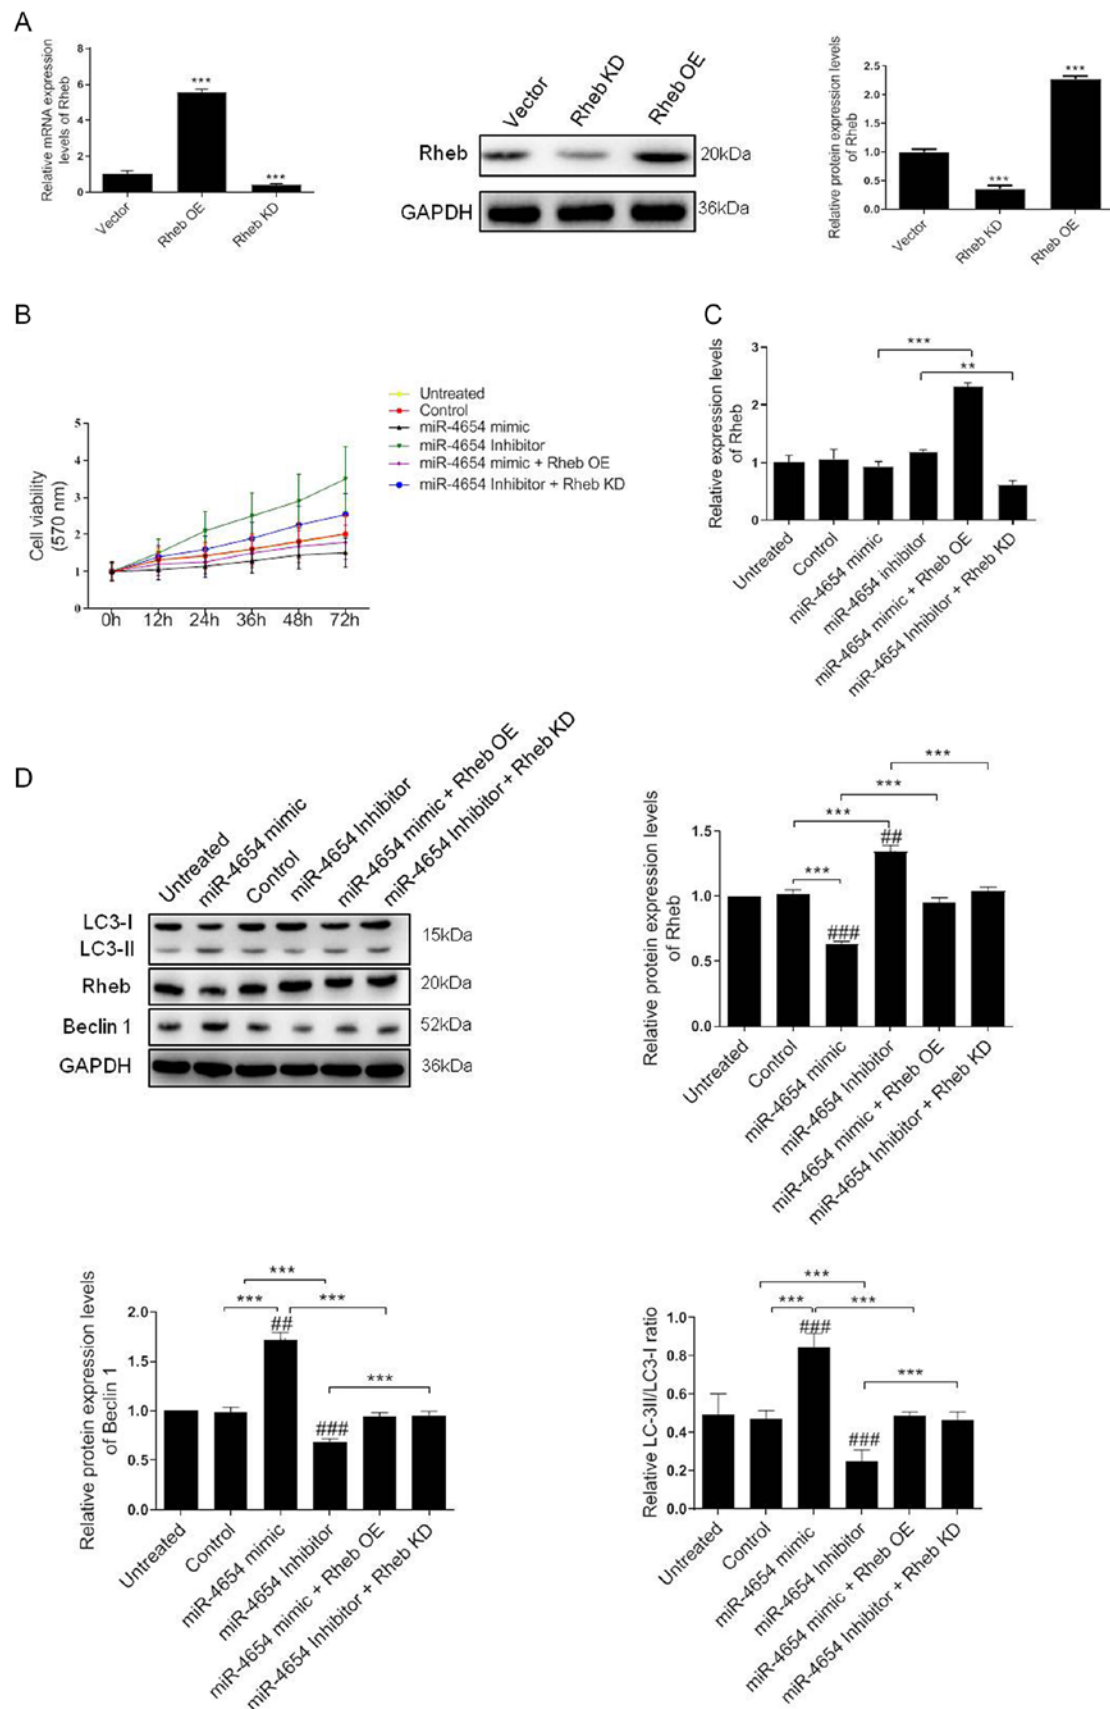 A
Relative mRNA expression
levels of Rheb
8
6
4
2
0
***
***
Vector
Rheb OE
Rheb KD
Vector
Rheb KD
Rheb OE
Rheb
20kDa
GAPDH
36kDa
Relative protein expression levels
of Rheb
2.5
2.0
1.5
1.0
0.5
0.0
***
***
Vector
Rheb KD
Rheb OE
B
Cell viability
(570 nm)
5
4
3
2
1
0
0h
12h
24h
36h
48h
72h
Untreated
Control
miR-4654 mimic
miR-4654 Inhibitor
miR-4654 mimic + Rheb OE
miR-4654 Inhibitor + Rheb KD
C
Relative expression levels
of Rheb
3
2
1
0
***
**
Untreated
Control
miR-4654 mimic
miR-4654 inhibitor
miR-4654 mimic + Rheb OE
miR-4654 Inhibitor + Rheb KD
D
Untreated
miR-4654 mimic
Control
miR-4654 Inhibitor
miR-4654 mimic + Rheb OE
miR-4654 Inhibitor + Rheb KD
LC3-I
LC3-II
15kDa
Rheb
20kDa
Beclin 1
52kDa
GAPDH
36kDa
Relative protein expression levels
of Rheb
1.5
1.0
0.5
0.0
***
***
***
##
***
###
Untreated
Control
miR-4654 mimic
miR-4654 Inhibitor
miR-4654 mimic + Rheb OE
miR-4654 Inhibitor + Rheb KD
Relative protein expression levels
of Beclin 1
2.0
1.5
1.0
0.5
0.0
***
***
***
##
***
###
Untreated
Control
miR-4654 mimic
miR-4654 Inhibitor
miR-4654 mimic + Rheb OE
miR-4654 Inhibitor + Rheb KD
Relative LC-3II/LC3-I ratio
1.0
0.8
0.6
0.4
0.2
0.0
***
***
***
###
***
###
Untreated
Control
miR-4654 mimic
miR-4654 Inhibitor
miR-4654 mimic + Rheb OE
miR-4654 Inhibitor + Rheb KD